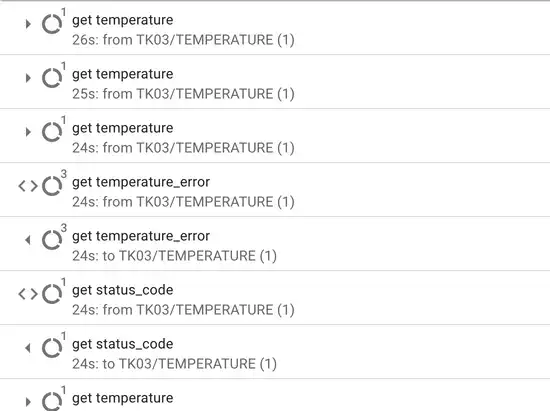 1
get temperature
26s: from TK03/TEMPERATURE (1)
1
get temperature
25s: from TK03/TEMPERATURE (1)
1
get temperature
24s: from TK03/TEMPERATURE (1)
3
get temperature_error
24s: from TK03/TEMPERATURE (1)
3
get temperature_error
24s: to TK03/TEMPERATURE (1)
1
get status_code
24s: from TK03/TEMPERATURE (1)
1
get status_code
24s: to TK03/TEMPERATURE (1)
1
get temperature